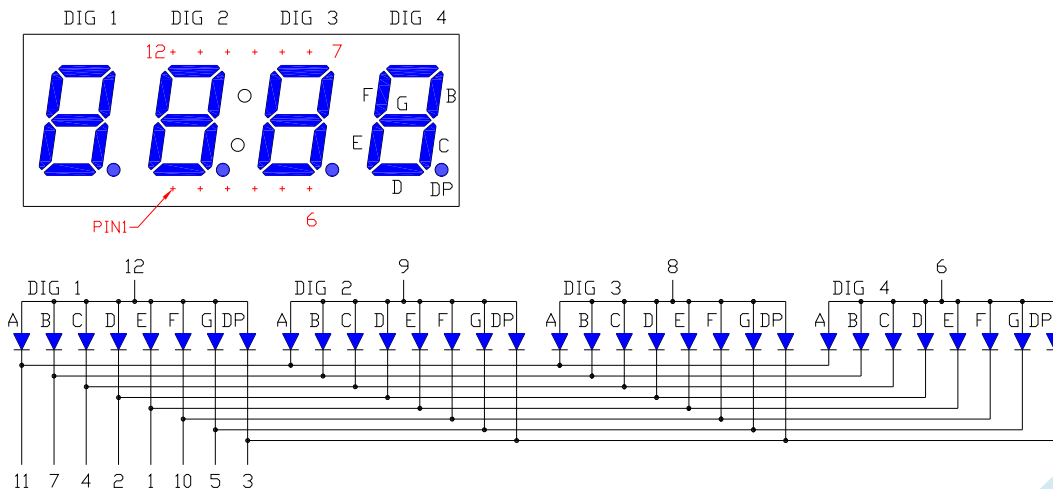 DIG 1 DIG 2 DIG 3 DIG 4
12 7
F B
G
E C
D DP
PIN1
6
12 9 8 6
DIG 1 DIG 2 DIG 3 DIG 4
A B C D E F G DP A B C D E F G DP A B C D E F G DP A B C D E F G DP
11 7 4 2 1 10 5 3